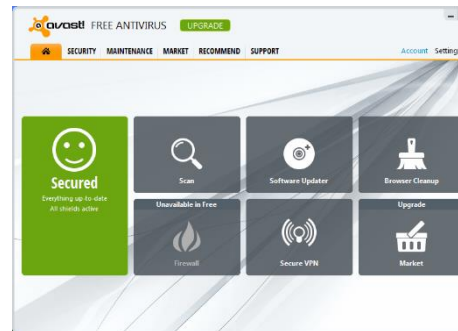 avast! FREE ANTIVIRUS UPGRADE
SECURITY MAINTENANCE MARKET RECOMMEND SUPPORT Account Setting
Secured
Everything up-to-date
All shields active
Scan
Software Updater
Browser Cleanup
Unavailable in Free
Firewall
Secure VPN
Upgrade
Market